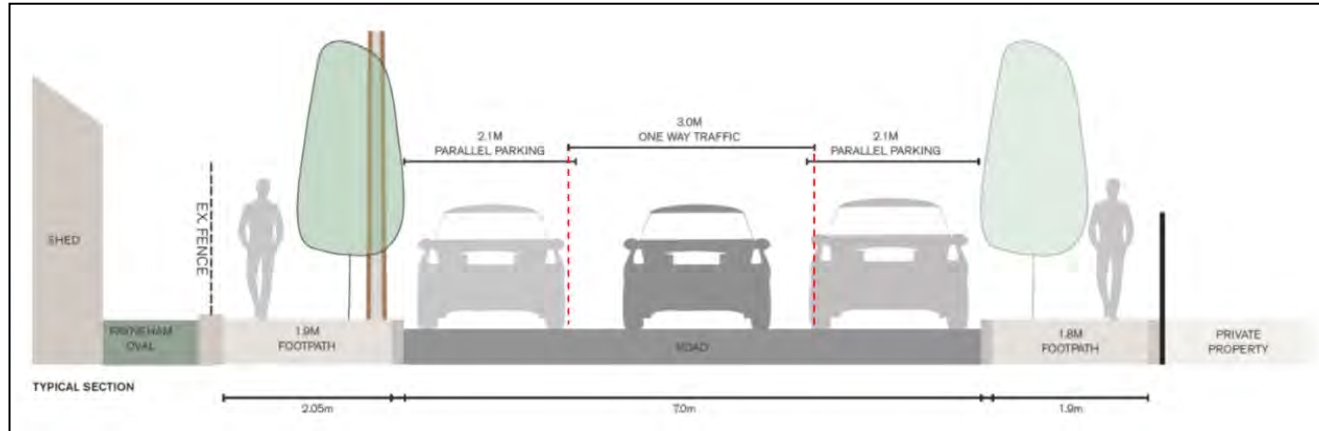 3.0M
ONE WAY TRAFFIC
2.1M
PARALLEL PARKING
2.1M
PARALLEL PARKING
EX. FENCE
SHED
PAYNEHAM
OVAL
1.9M
FOOTPATH
ROAD
1.8M
FOOTPATH
PRIVATE
PROPERTY
TYPICAL SECTION
2.05m
7.0m
1.9m